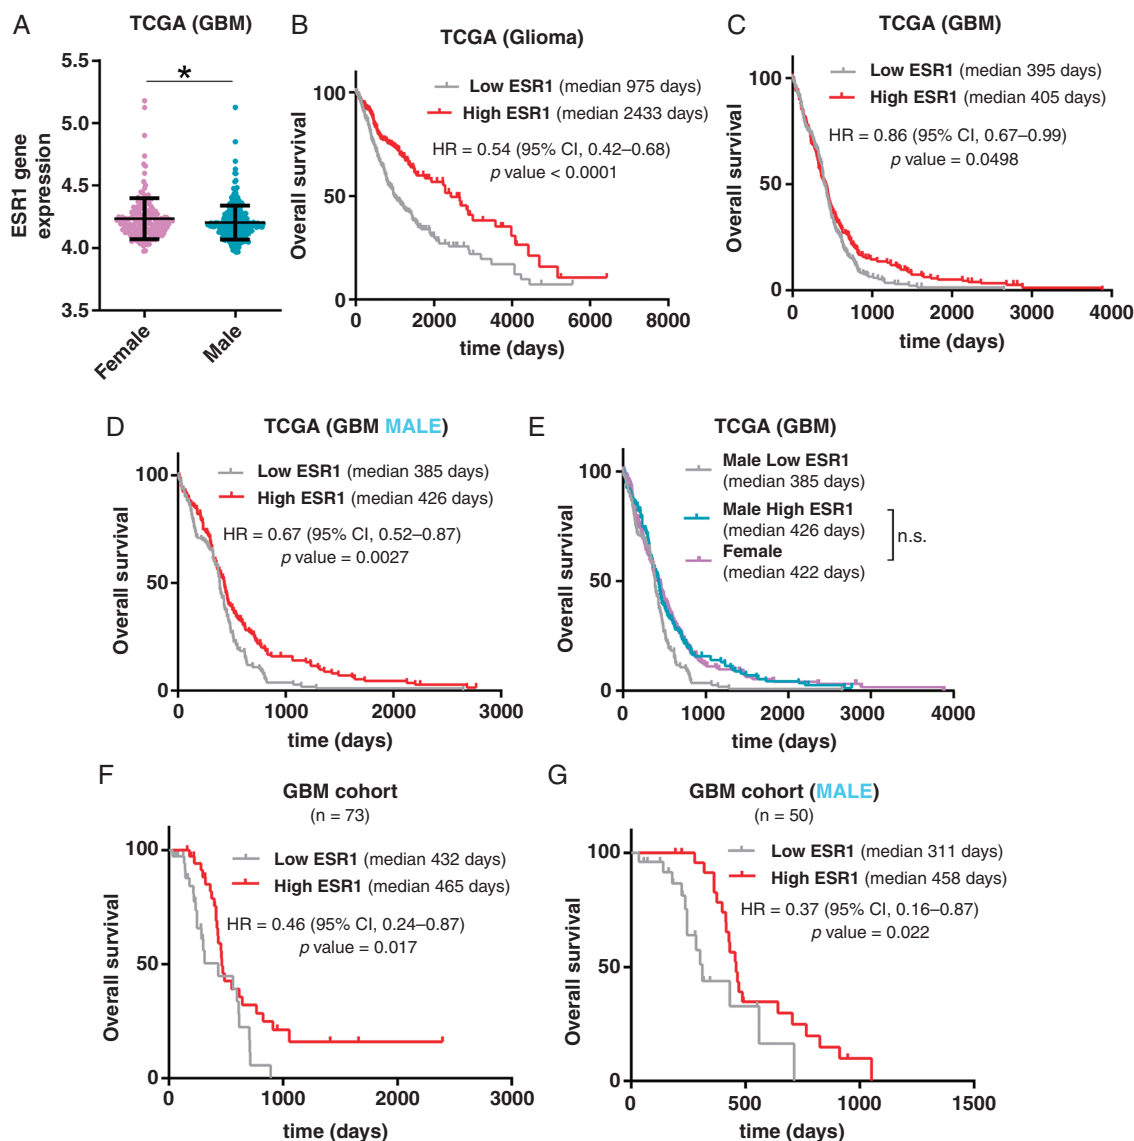 A
TCGA (GBM)
*
ESR1 gene
expression
5.5
5.0
4.5
4.0
3.5
Female
Male
B
TCGA (Glioma)
Low ESR1 (median 975 days)
High ESR1 (median 2433 days)
HR = 0.54 (95% CI, 0.42–0.68)
p value < 0.0001
Overall survival
100
50
0
0 2000 4000 6000 8000
time (days)
C
TCGA (GBM)
Low ESR1 (median 395 days)
High ESR1 (median 405 days)
HR = 0.86 (95% CI, 0.67–0.99)
p value = 0.0498
Overall survival
100
50
0
0 1000 2000 3000 4000
time (days)
D
TCGA (GBM MALE)
Low ESR1 (median 385 days)
High ESR1 (median 426 days)
HR = 0.67 (95% CI, 0.52–0.87)
p value = 0.0027
Overall survival
100
50
0
0 1000 2000 3000
time (days)
E
TCGA (GBM)
Male Low ESR1
(median 385 days)
Male High ESR1
(median 426 days)
Female
(median 422 days)
n.s.
Overall survival
100
50
0
0 1000 2000 3000 4000
time (days)
F
GBM cohort
(n = 73)
Low ESR1 (median 432 days)
High ESR1 (median 465 days)
HR = 0.46 (95% CI, 0.24–0.87)
p value = 0.017
Overall survival
100
50
0
0 1000 2000 3000
time (days)
G
GBM cohort (MALE)
(n = 50)
Low ESR1 (median 311 days)
High ESR1 (median 458 days)
HR = 0.37 (95% CI, 0.16–0.87)
p value = 0.022
Overall survival
100
50
0
0 500 1000 1500
time (days)